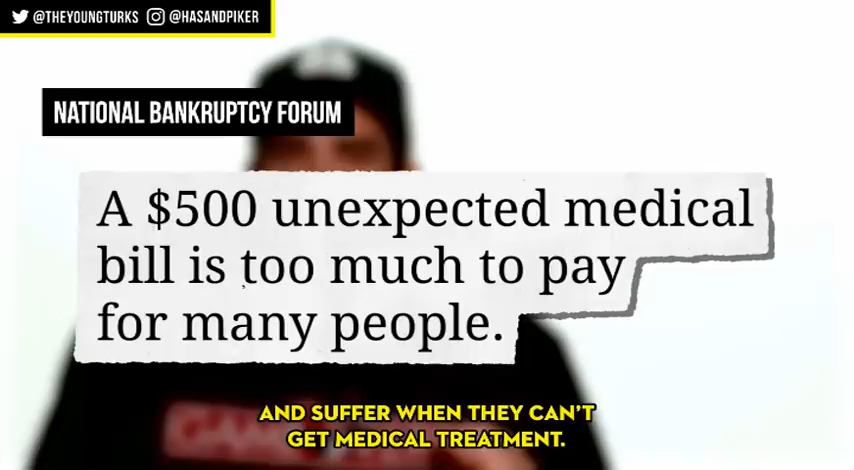 @THEYOUNGTURKS @HASANDPIKER
NATIONAL BANKRUPTCY FORUM
A $500 unexpected medical
bill is too much to pay
for many people.
AND SUFFER WHEN THEY CAN'T
GET MEDICAL TREATMENT.